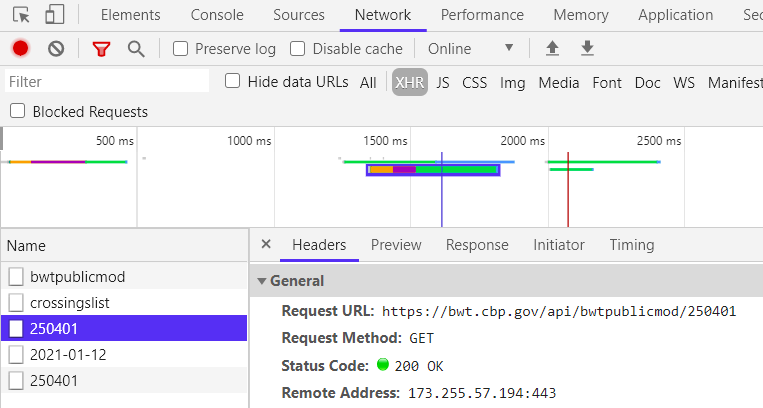 Elements Console Sources Network Performance Memory Application Sec
Preserve log Disable cache Online
Filter Hide data URLs All XHR JS CSS Img Media Font Doc WS Manifest
Blocked Requests
500 ms 1000 ms 1500 ms 2000 ms 2500 ms
Name × Headers Preview Response Initiator Timing
bwtpublicmod
crossingslist
250401
2021-01-12
250401
General
Request URL: https://bwt.cbp.gov/api/bwtpublicmod/250401
Request Method: GET
Status Code: 200 OK
Remote Address: 173.255.57.194:443